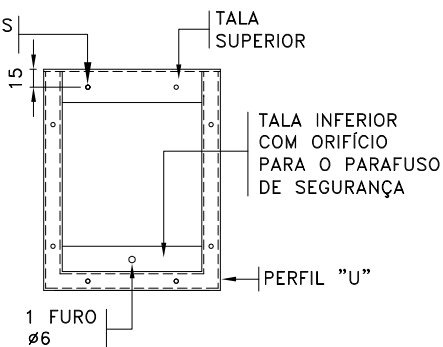 S
TALA
SUPERIOR
15
TALA INFERIOR
COM ORIFÍCIO
PARA O PARAFUSO
DE SEGURANÇA
PERFIL "U"
1 FURO
ø6